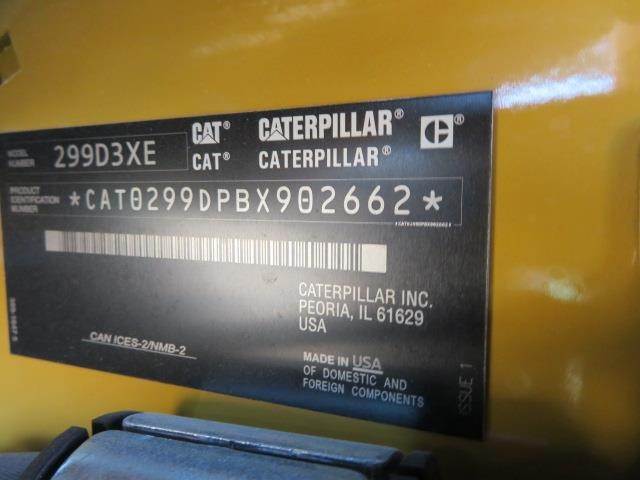 MODEL NUMBER 299D3XE CAT® CATERPILLAR® C®
CAT® CATERPILLAR
PRODUCT IDENTIFICATION NUMBER *CAT0299DPBX902662*
CATERPILLAR INC.
PEORIA, IL 61629
USA
CAN ICES-2/NMB-2
MADE IN USA
OF DOMESTIC AND
FOREIGN COMPONENTS
ISSUE 1